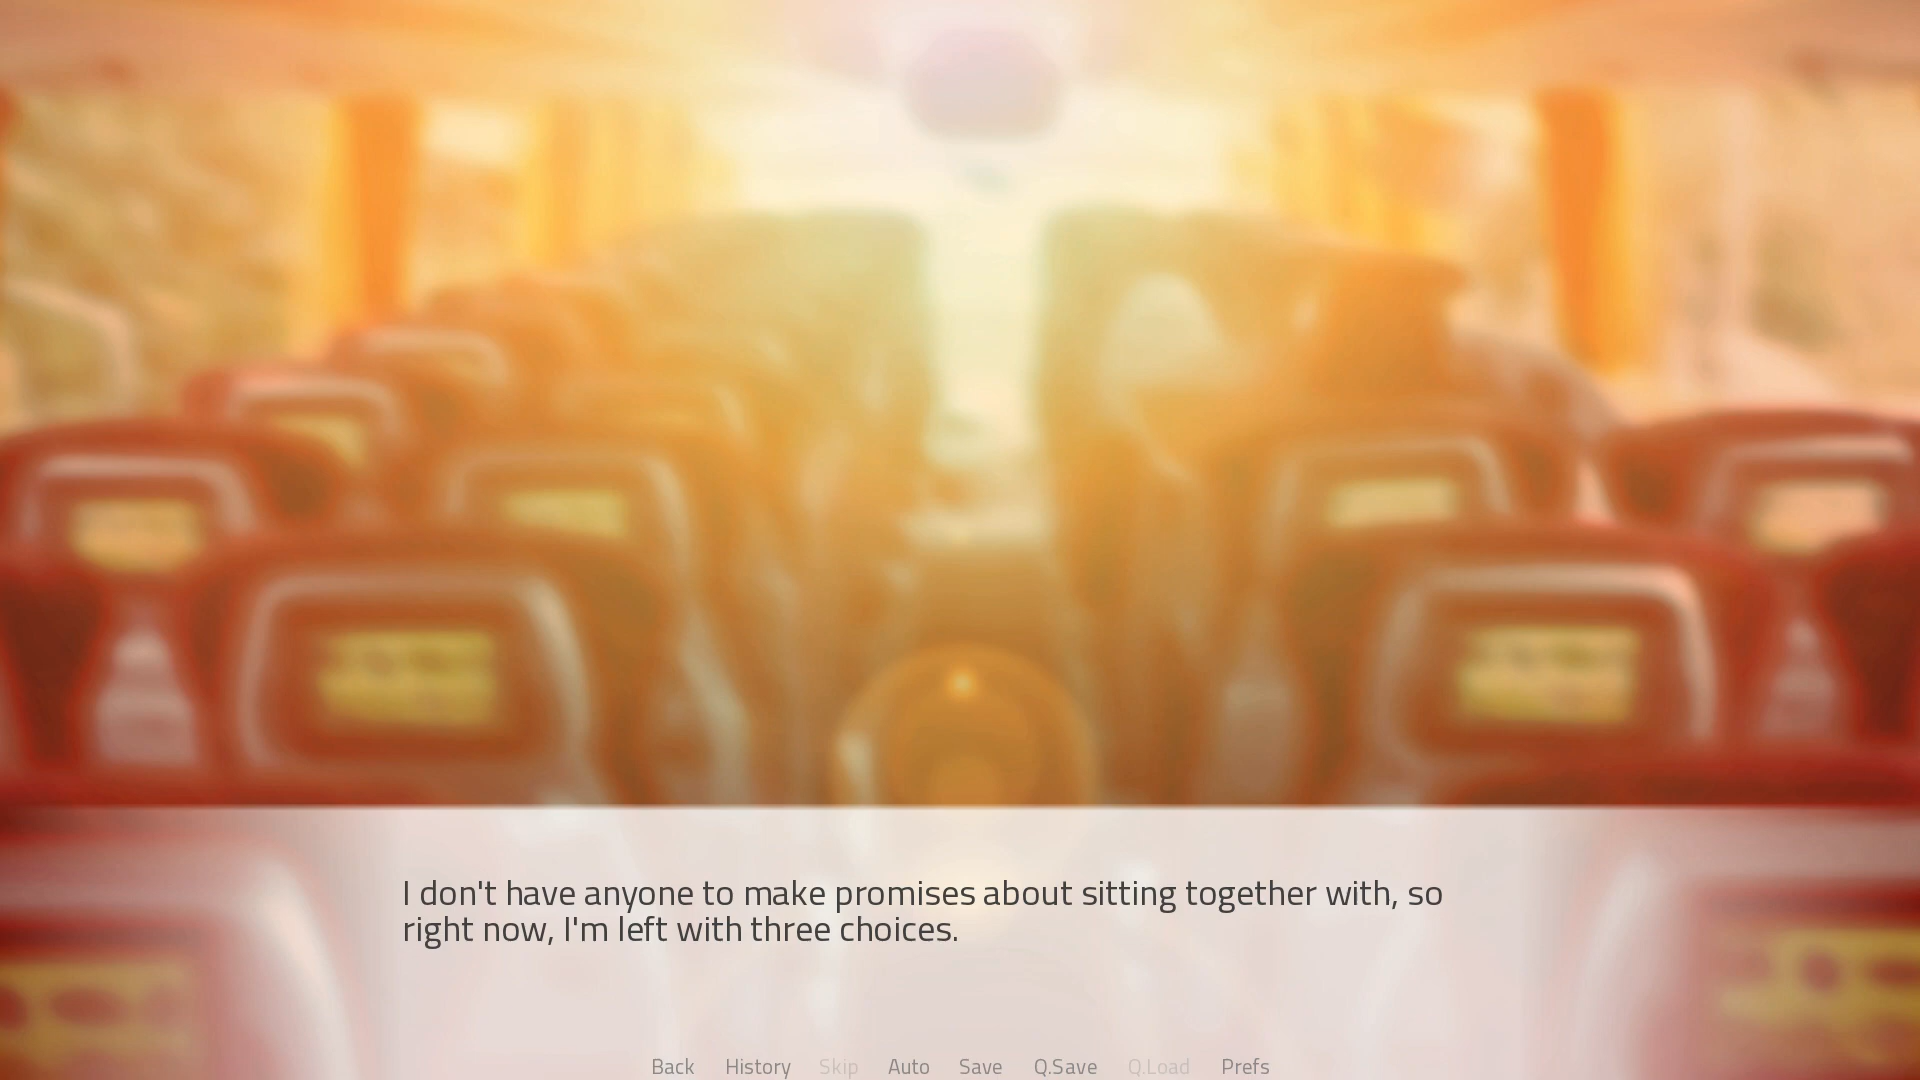 I don't have anyone to make promises about sitting together with, so
right now, I'm left with three choices.
Back History Skip Auto Save Q.Save Q.Load Prefs